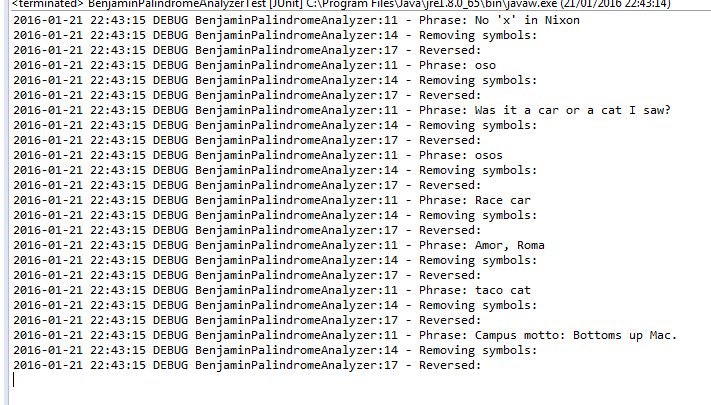 <terminated> BenjaminPalindromeAnalyzerTest [JUnit] C:\Program Files\Java\jre1.8.0_65\bin\javaw.exe (21/01/2016 22:43:14)
2016-01-21 22:43:15 DEBUG BenjaminPalindromeAnalyzer:11 - Phrase: No 'x' in Nixon
2016-01-21 22:43:15 DEBUG BenjaminPalindromeAnalyzer:14 - Removing symbols:
2016-01-21 22:43:15 DEBUG BenjaminPalindromeAnalyzer:17 - Reversed:
2016-01-21 22:43:15 DEBUG BenjaminPalindromeAnalyzer:11 - Phrase: oso
2016-01-21 22:43:15 DEBUG BenjaminPalindromeAnalyzer:14 - Removing symbols:
2016-01-21 22:43:15 DEBUG BenjaminPalindromeAnalyzer:17 - Reversed:
2016-01-21 22:43:15 DEBUG BenjaminPalindromeAnalyzer:11 - Phrase: Was it a car or a cat I saw?
2016-01-21 22:43:15 DEBUG BenjaminPalindromeAnalyzer:14 - Removing symbols:
2016-01-21 22:43:15 DEBUG BenjaminPalindromeAnalyzer:17 - Reversed:
2016-01-21 22:43:15 DEBUG BenjaminPalindromeAnalyzer:11 - Phrase: osos
2016-01-21 22:43:15 DEBUG BenjaminPalindromeAnalyzer:14 - Removing symbols:
2016-01-21 22:43:15 DEBUG BenjaminPalindromeAnalyzer:17 - Reversed:
2016-01-21 22:43:15 DEBUG BenjaminPalindromeAnalyzer:11 - Phrase: Race car
2016-01-21 22:43:15 DEBUG BenjaminPalindromeAnalyzer:14 - Removing symbols:
2016-01-21 22:43:15 DEBUG BenjaminPalindromeAnalyzer:17 - Reversed:
2016-01-21 22:43:15 DEBUG BenjaminPalindromeAnalyzer:11 - Phrase: Amor, Roma
2016-01-21 22:43:15 DEBUG BenjaminPalindromeAnalyzer:14 - Removing symbols:
2016-01-21 22:43:15 DEBUG BenjaminPalindromeAnalyzer:17 - Reversed:
2016-01-21 22:43:15 DEBUG BenjaminPalindromeAnalyzer:11 - Phrase: taco cat
2016-01-21 22:43:15 DEBUG BenjaminPalindromeAnalyzer:14 - Removing symbols:
2016-01-21 22:43:15 DEBUG BenjaminPalindromeAnalyzer:17 - Reversed:
2016-01-21 22:43:15 DEBUG BenjaminPalindromeAnalyzer:11 - Phrase: Campus motto: Bottoms up Mac.
2016-01-21 22:43:15 DEBUG BenjaminPalindromeAnalyzer:14 - Removing symbols:
2016-01-21 22:43:15 DEBUG BenjaminPalindromeAnalyzer:17 - Reversed: